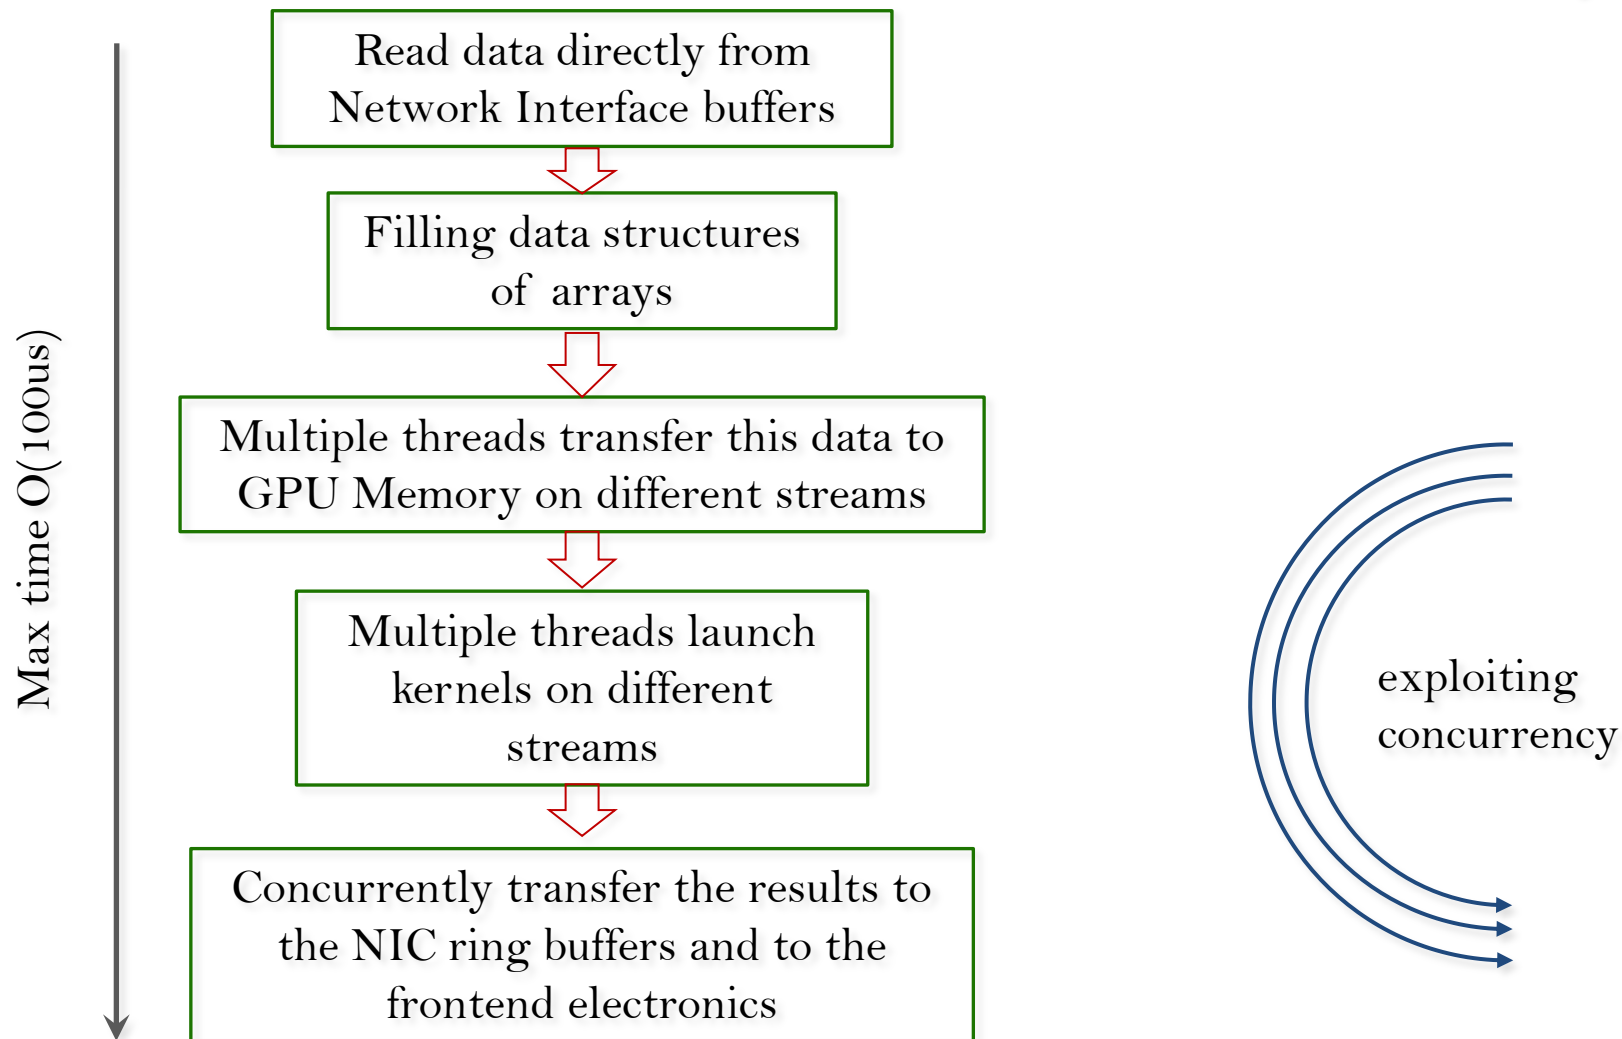 Read data directly from
Network Interface buffers
Filling data structures
of arrays
Max time O(100us)
Multiple threads transfer this data to
GPU Memory on different streams
Multiple threads launch
kernels on different
streams
exploiting
concurrency
Concurrently transfer the results to
the NIC ring buffers and to the
frontend electronics